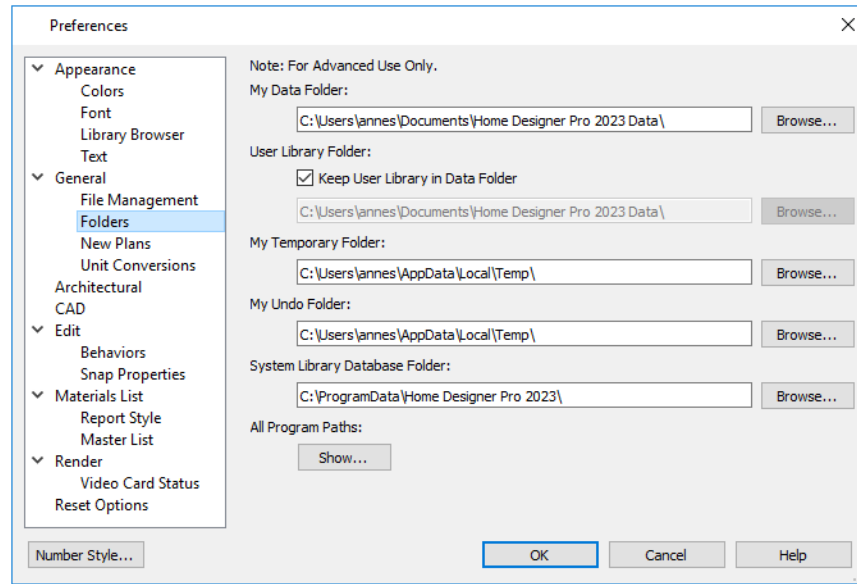 Preferences
Appearance
Colors
Font
Library Browser
Text
General
File Management
Folders
New Plans
Unit Conversions
Architectural
CAD
Edit
Behaviors
Snap Properties
Materials List
Report Style
Master List
Render
Video Card Status
Reset Options
Note: For Advanced Use Only.
My Data Folder:
C:\Users\annes\Documents\Home Designer Pro 2023 Data\ Browse...
User Library Folder:
Keep User Library in Data Folder
C:\Users\annes\Documents\Home Designer Pro 2023 Data\ Browse...
My Temporary Folder:
C:\Users\annes\AppData\Local\Temp\ Browse...
My Undo Folder:
C:\Users\annes\AppData\Local\Temp\ Browse...
System Library Database Folder:
C:\ProgramData\Home Designer Pro 2023\ Browse...
All Program Paths:
Show...
Number Style... OK Cancel Help